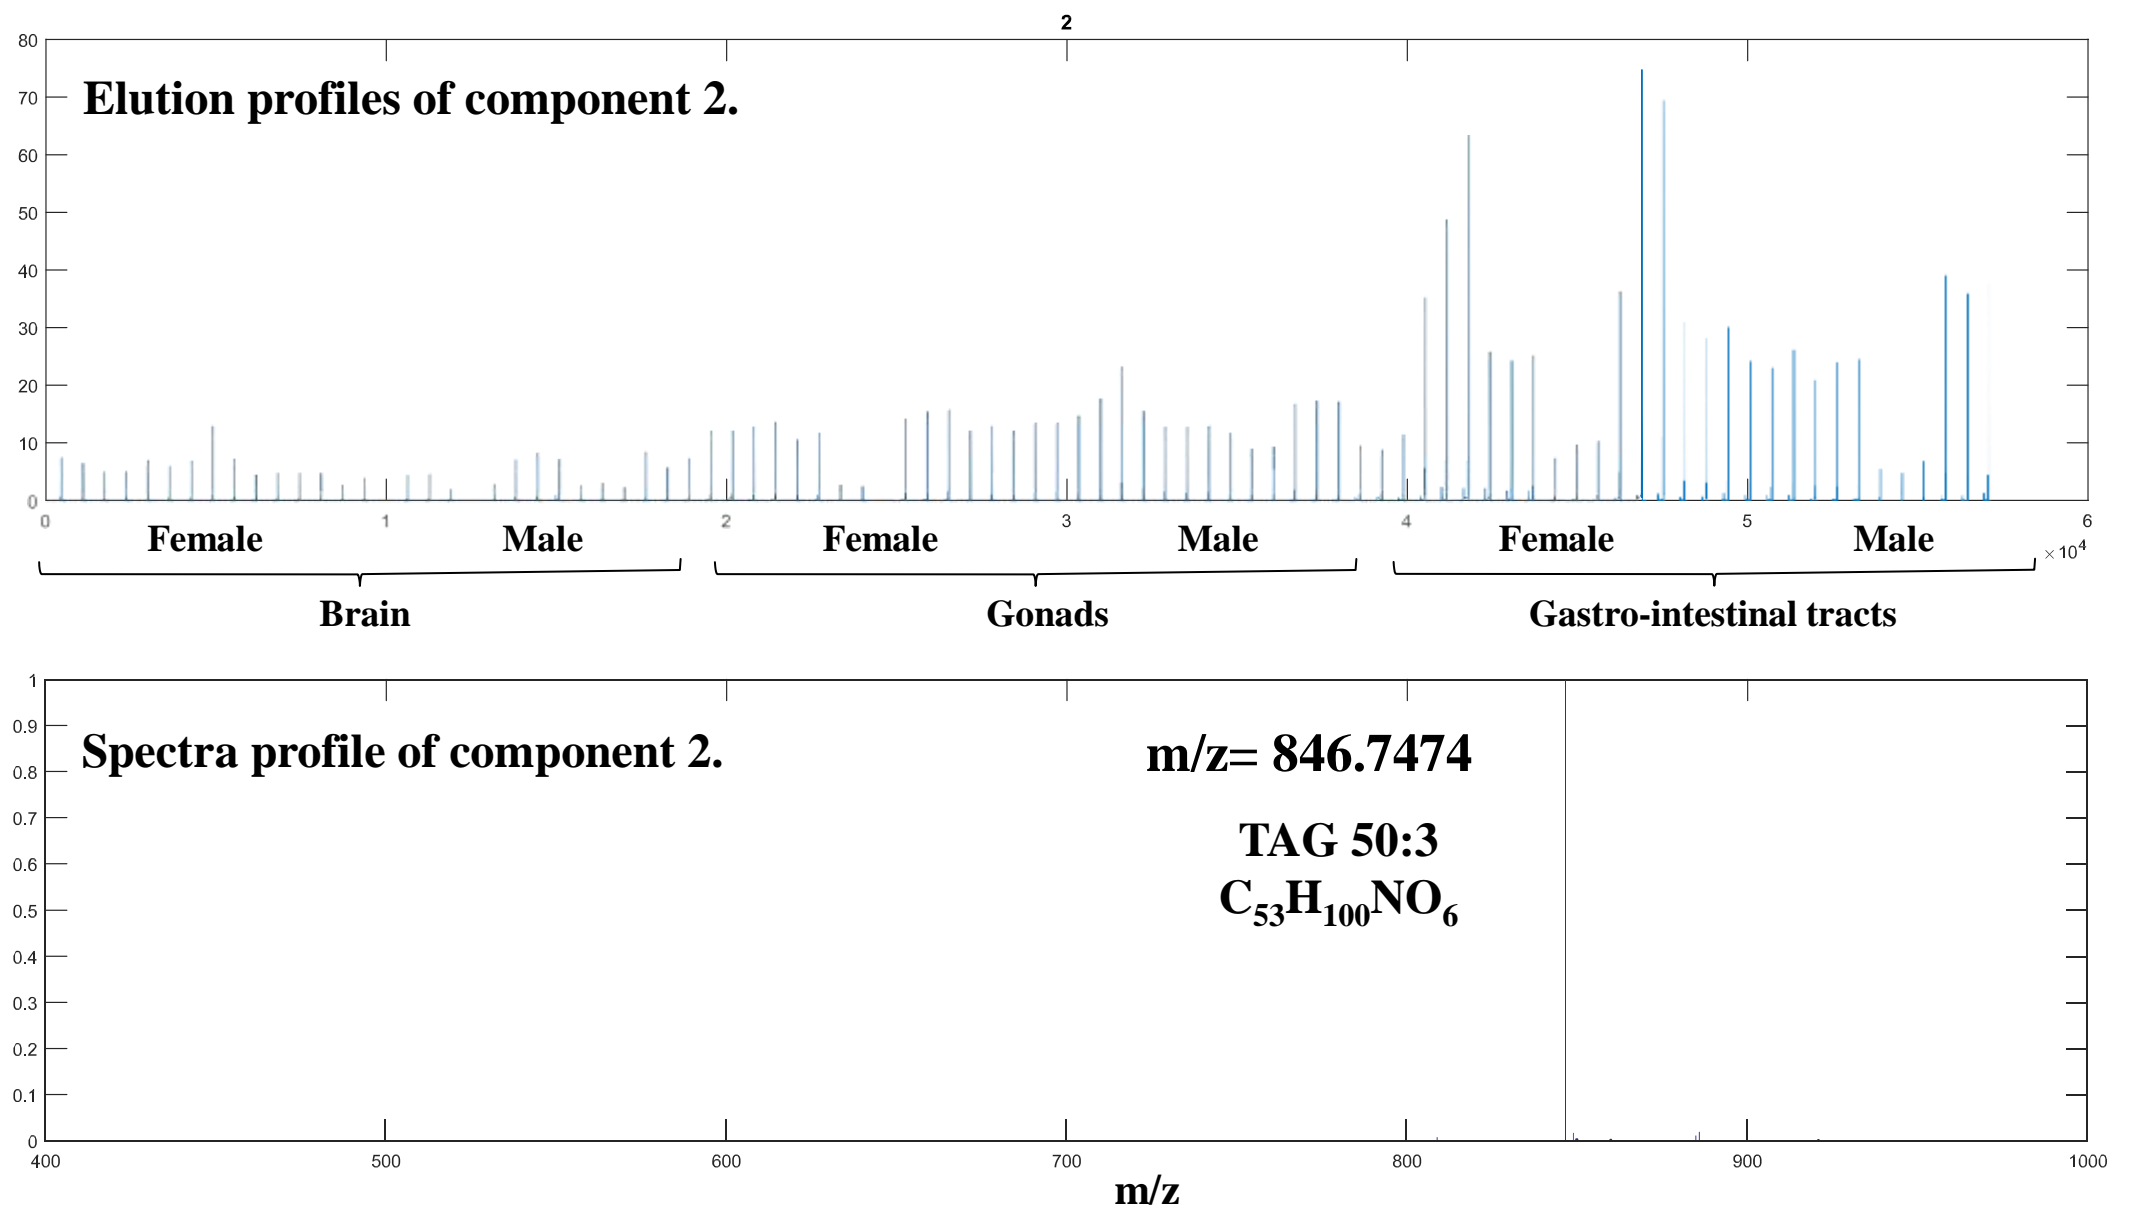 2
80
Elution profiles of component 2.
70
60
50
40
30
20
10
0
0 1 2 3 4 5 6
×10⁴
Female Male Female Male Female Male
Brain Gonads Gastro-intestinal tracts
1
0.9
Spectra profile of component 2. m/z= 846.7474
0.8
0.7
TAG 50:3
0.6
C₅₃H₁₀₀NO₆
0.5
0.4
0.3
0.2
0.1
0
400 500 600 700 800 900 1000
m/z